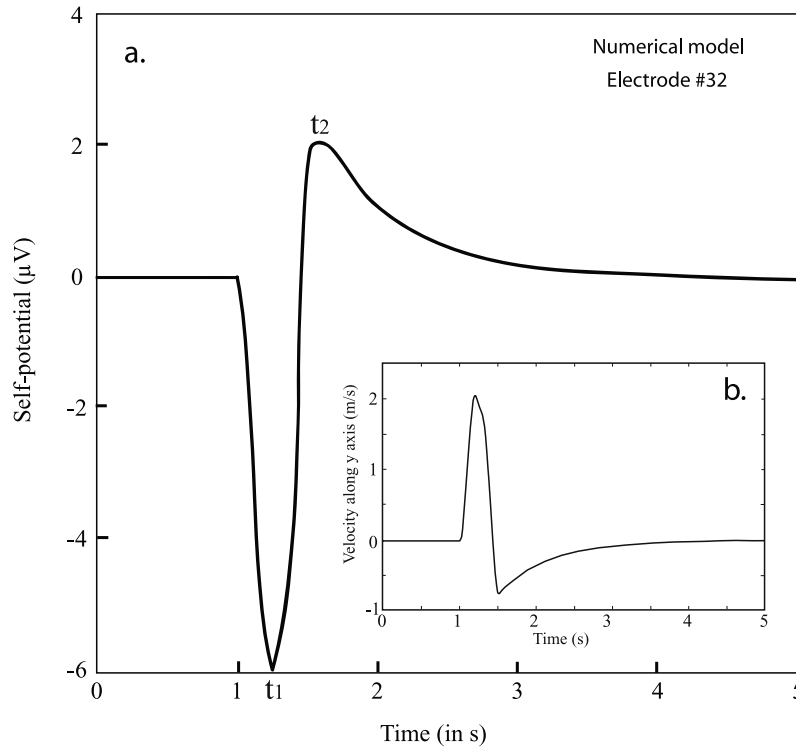 4
a.
Numerical model
Electrode #32
t2
2
0
-2
-4
-6
Self-potential (µV)
b.
2
1
0
-1
Velocity along y axis (m/s)
0 1 2 3 4 5
Time (s)
0 1 t1 2 3 4 5
Time (in s)